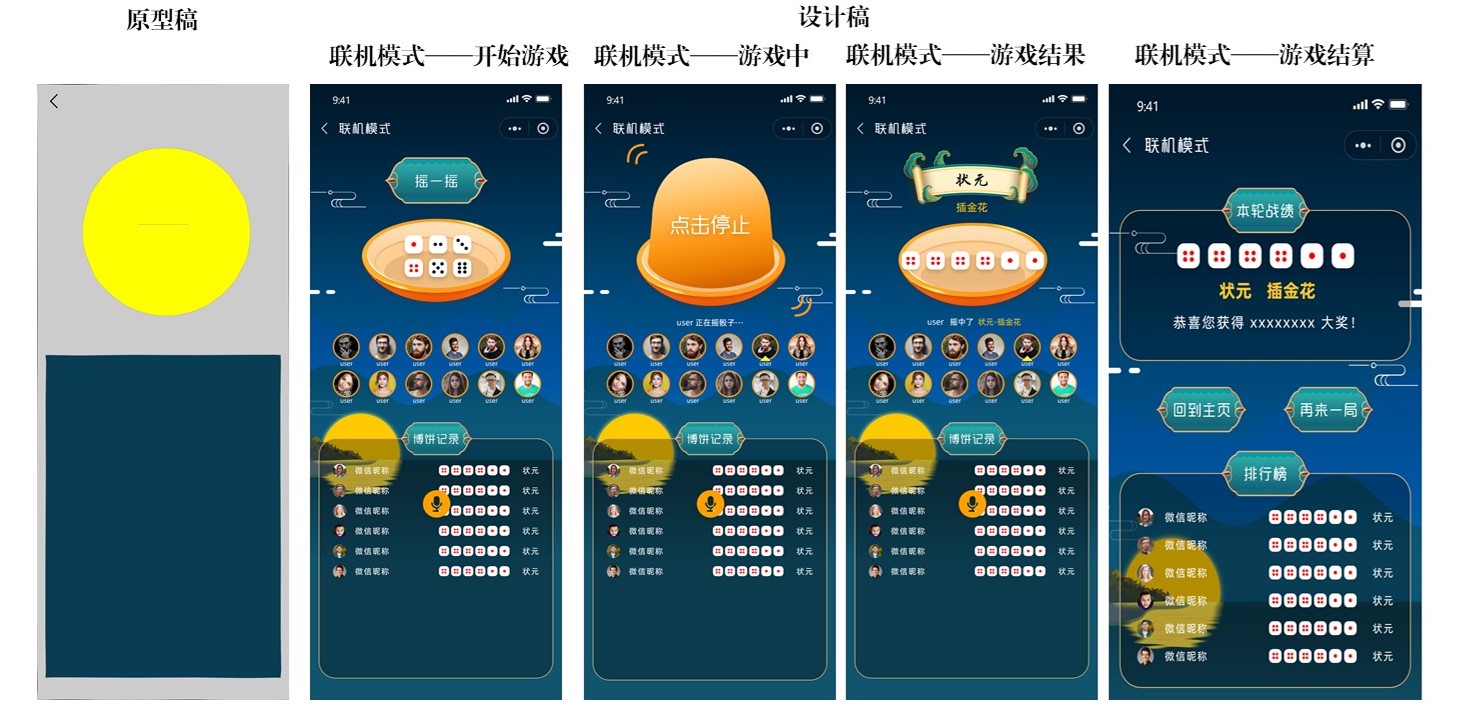 原型稿
设计稿
联机模式——开始游戏
联机模式——游戏中
联机模式——游戏结果
联机模式——游戏结算
9:41
联机模式
摇一摇
user user user user user user
user user user user user user
博饼记录
微信昵称 状元
微信昵称 状元
微信昵称 状元
微信昵称 状元
微信昵称 状元
微信昵称 状元
9:41
联机模式
点击停止
user 正在摇骰子···
user user user user user user
user user user user user user
博饼记录
微信昵称 状元
微信昵称 状元
微信昵称 状元
微信昵称 状元
微信昵称 状元
微信昵称 状元
9:41
联机模式
状元
插金花
user 摇中了 状元-插金花
user user user user user user
user user user user user user
博饼记录
微信昵称 状元
微信昵称 状元
微信昵称 状元
微信昵称 状元
微信昵称 状元
微信昵称 状元
9:41
联机模式
本轮战绩
状元 插金花
恭喜您获得 xxxxxxxx 大奖!
回到主页
再来一局
排行榜
微信昵称 状元
微信昵称 状元
微信昵称 状元
微信昵称 状元
微信昵称 状元
微信昵称 状元